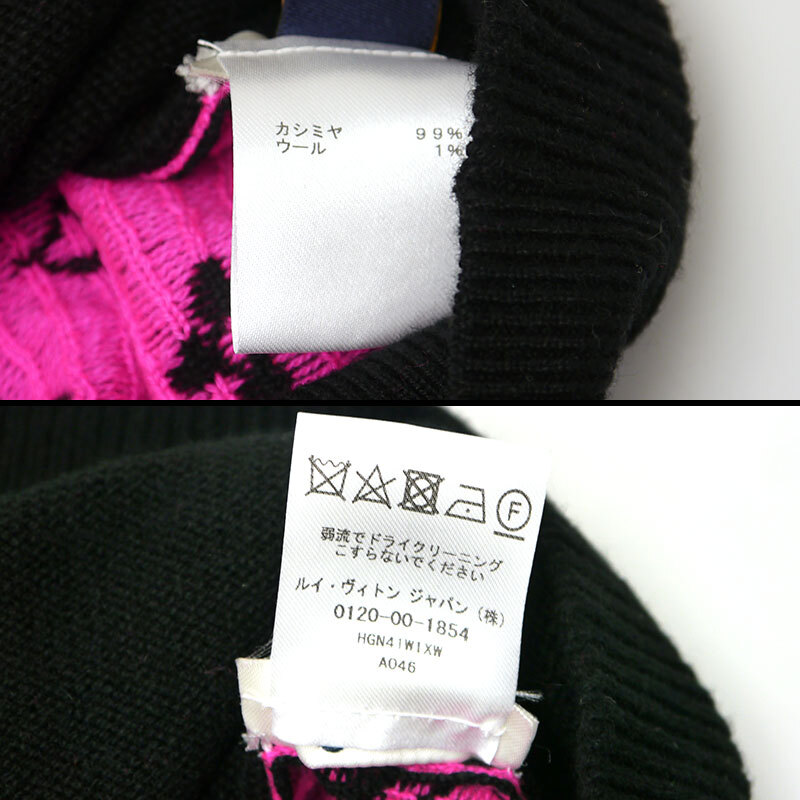 カシミヤ 99%
ウール 1%
F
弱流でドライクリーニング
こすらないでください
ルイ・ヴィトン ジャパン（株）
0120-00-1854
HGN41WIXW
A046